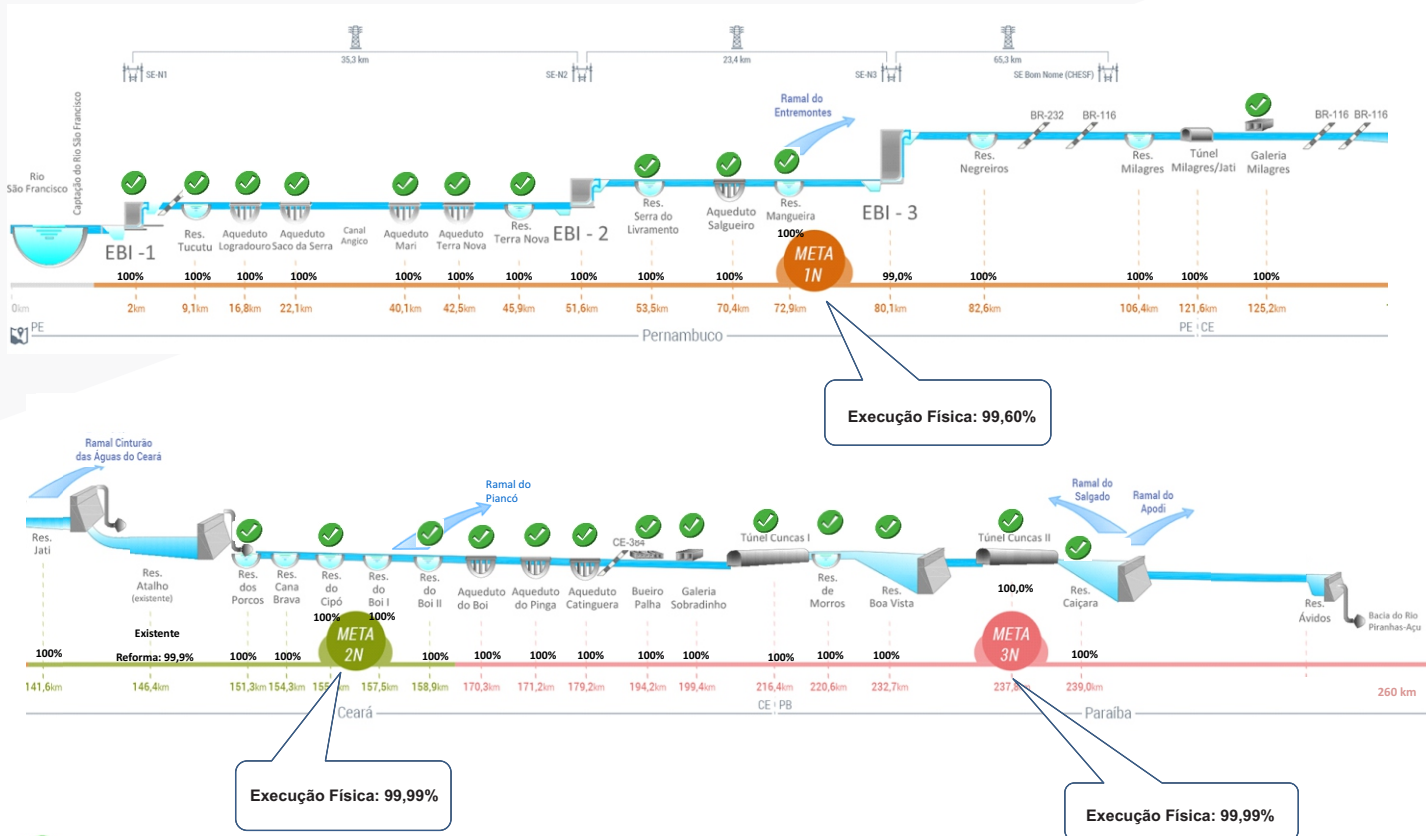 35,3 km
23,4 km
65,3 km
SE-N1
SE-N2
SE-N3
SE Bom Nome (CHESF)
Captação do Rio São Francisco
Rio
São Francisco
Ramal do
Entremontes
BR-232
BR-116
BR-116
BR-116
EBI -1
Res.
Tucutu
Aqueduto
Logradouro
Aqueduto
Saco da Serra
Canal
Angico
Aqueduto
Mari
Aqueduto
Terra Nova
Res.
Terra Nova
EBI - 2
Res.
Serra do
Livramento
Aqueduto
Salgueiro
Res.
Mangueira
EBI - 3
Res.
Negreiros
Res.
Milagres
Túnel
Milagres/Jati
Galeria
Milagres
100%
META
1N
100% 100% 100% 100% 100% 100% 100% 100% 100% 100% 99,0% 100% 100% 100% 100%
0km 2km 9,1km 16,8km 22,1km 40,1km 42,5km 45,9km 51,6km 53,5km 70,4km 72,9km 80,1km 82,6km 106,4km 121,6km 125,2km
PE
Pernambuco
PE CE
Execução Física: 99,60%
Ramal Cinturão
das Águas do Ceará
Ramal do
Piancó
Ramal do
Salgado
Ramal do
Apodi
Res.
Jati
Res.
Atalho
(existente)
Res.
dos
Porcos
Res.
Cana
Brava
Res.
do
Cipó
Res.
do
Boi I
Res.
do
Boi II
Aqueduto
do Boi
Aqueduto
do Pinga
Aqueduto
Catinguera
CE-384
Bueiro
Palha
Galeria
Sobradinho
Túnel Cuncas I
Res.
de
Morros
Res.
Boa Vista
Túnel Cuncas II
100,0%
Res.
Caiçara
Res.
Ávidos
Bacia do Rio
Piranhas-Açu
100% 100%
META
2N
META
3N
Existente
Reforma: 99,9%
100% 100% 100% 100% 100% 100% 100% 100% 100% 100% 100% 100% 100%
141,6km 146,4km 151,3km 154,3km 157,5km 158,9km 170,3km 171,2km 179,2km 194,2km 199,4km 216,4km 220,6km 232,7km 239,0km 260 km
Ceará
CE PB
Paraíba
Execução Física: 99,99%
Execução Física: 99,99%